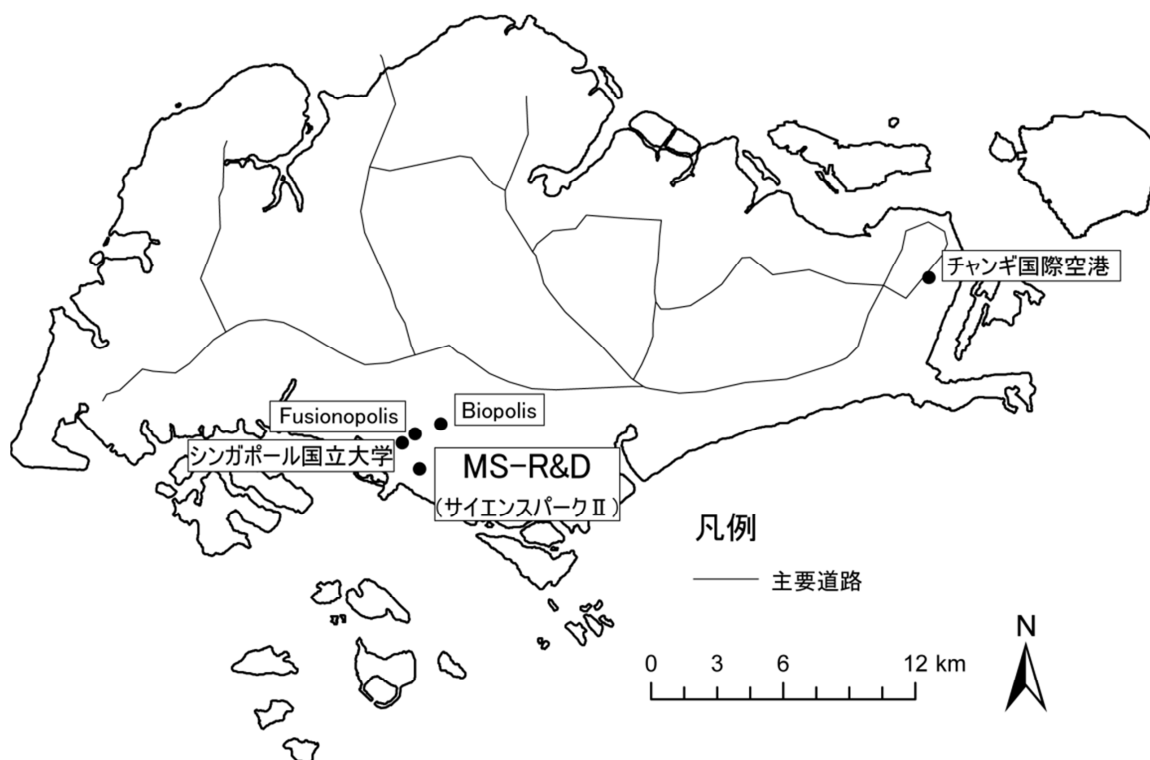 チャンギ国際空港
Fusionopolis
Biopolis
シンガポール国立大学
MS-R&D
(サイエンスパークⅡ)
凡例
主要道路
N
0 3 6 12 km